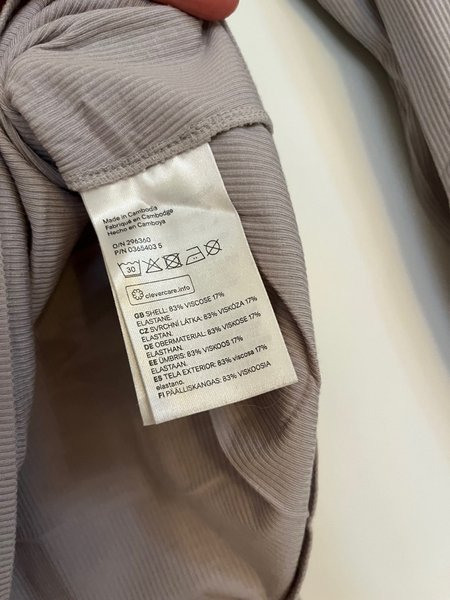 Made in Cambodia
Fabriqué en Cambodge
Hecho en Camboya
O/N 296360
P/N 0365403 S
30
clevercare.info
GB SHELL: 83% VISCOSE 17%
ELASTANE.
CZ SVRCHNÍ LÁTKA: 83% VISKÓZA 17%
ELASTAN.
DE OBERMATERIAL: 83% VISKOSE 17%
ELASTHAN.
EE ÜMBRIS: 83% VISKOOS 17%
ELASTAAN.
ES TELA EXTERIOR: 83% viscosa 17%
elastano.
FI PÄÄLLISKANGAS: 83% VISKOOSIA